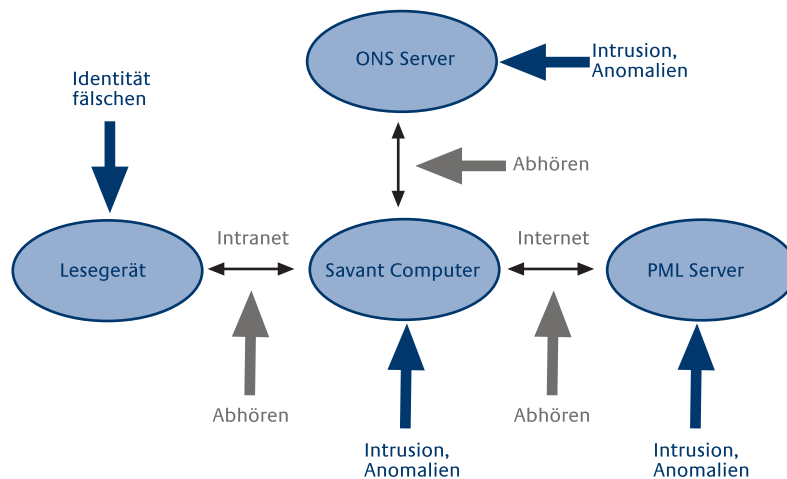 ONS Server
Intrusion,
Anomalien
Identität
fälschen
Abhören
Intranet
Internet
Lesegerät
Savant Computer
PML Server
Abhören
Abhören
Intrusion,
Anomalien
Intrusion,
Anomalien